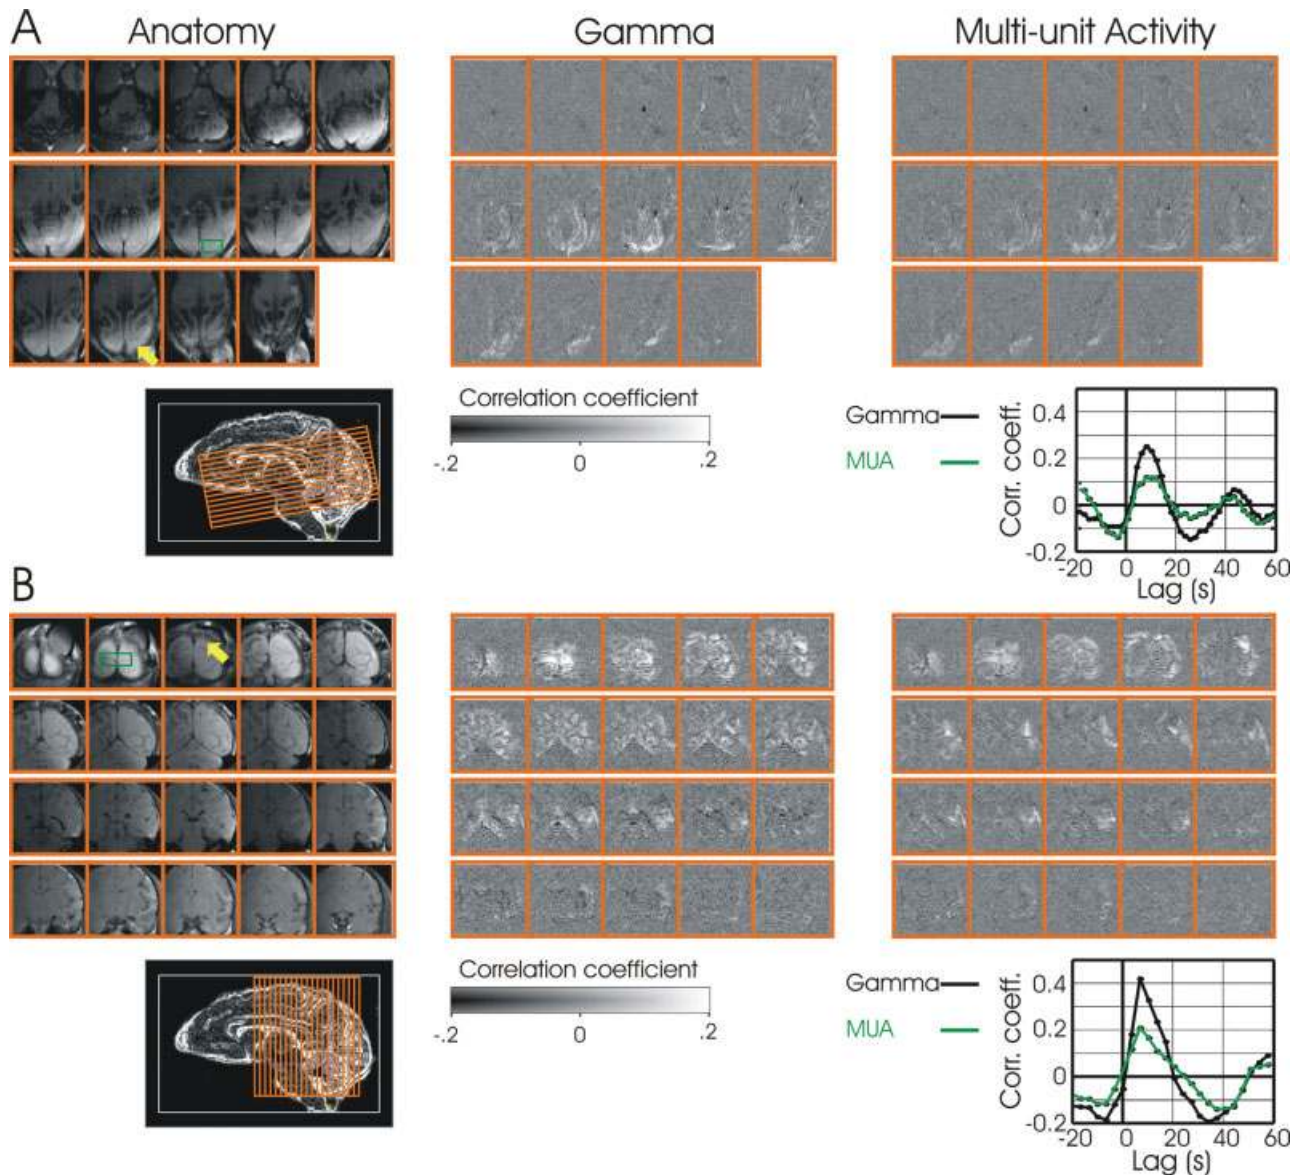 A
Anatomy
Gamma
Multi-unit Activity
Correlation coefficient
-.2
0
.2
Gamma
MUA
Corr. coeff.
0.4
0.2
0
-0.2
-20
0
20
40
60
Lag (s)
B
Correlation coefficient
-.2
0
.2
Gamma
MUA
Corr. coeff.
0.4
0.2
0
-0.2
-20
0
20
40
60
Lag (s)